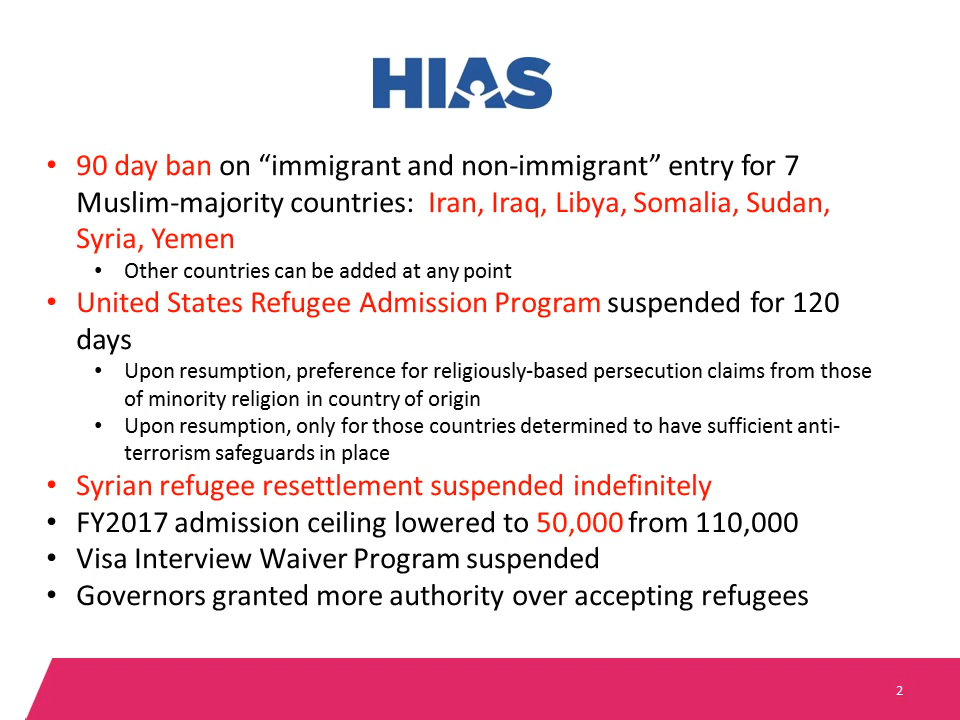 HIAS
• 90 day ban on “immigrant and non-immigrant” entry for 7
Muslim-majority countries:  Iran, Iraq, Libya, Somalia, Sudan,
Syria, Yemen
• Other countries can be added at any point
• United States Refugee Admission Program suspended for 120
days
• Upon resumption, preference for religiously-based persecution claims from those
of minority religion in country of origin
• Upon resumption, only for those countries determined to have sufficient anti-
terrorism safeguards in place
• Syrian refugee resettlement suspended indefinitely
• FY2017 admission ceiling lowered to 50,000 from 110,000
• Visa Interview Waiver Program suspended
• Governors granted more authority over accepting refugees
2